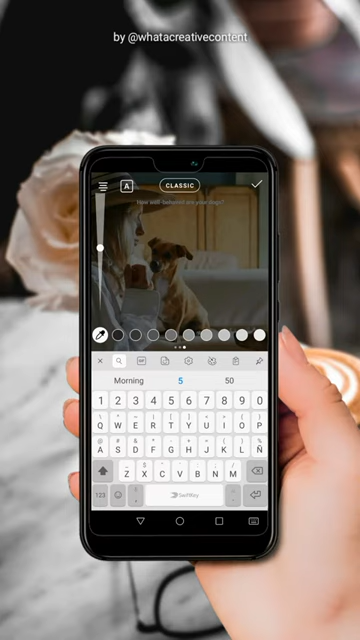 by @whatacreativecontent
A
CLASSIC
How well-behaved are your dogs?
GIF
Morning 5 50
1 2 3 4 5 6 7 8 9 0
Q W E R T Y U I O P
A S D F G H J K L Ñ
Z X C V B N M
123 SwiftKey